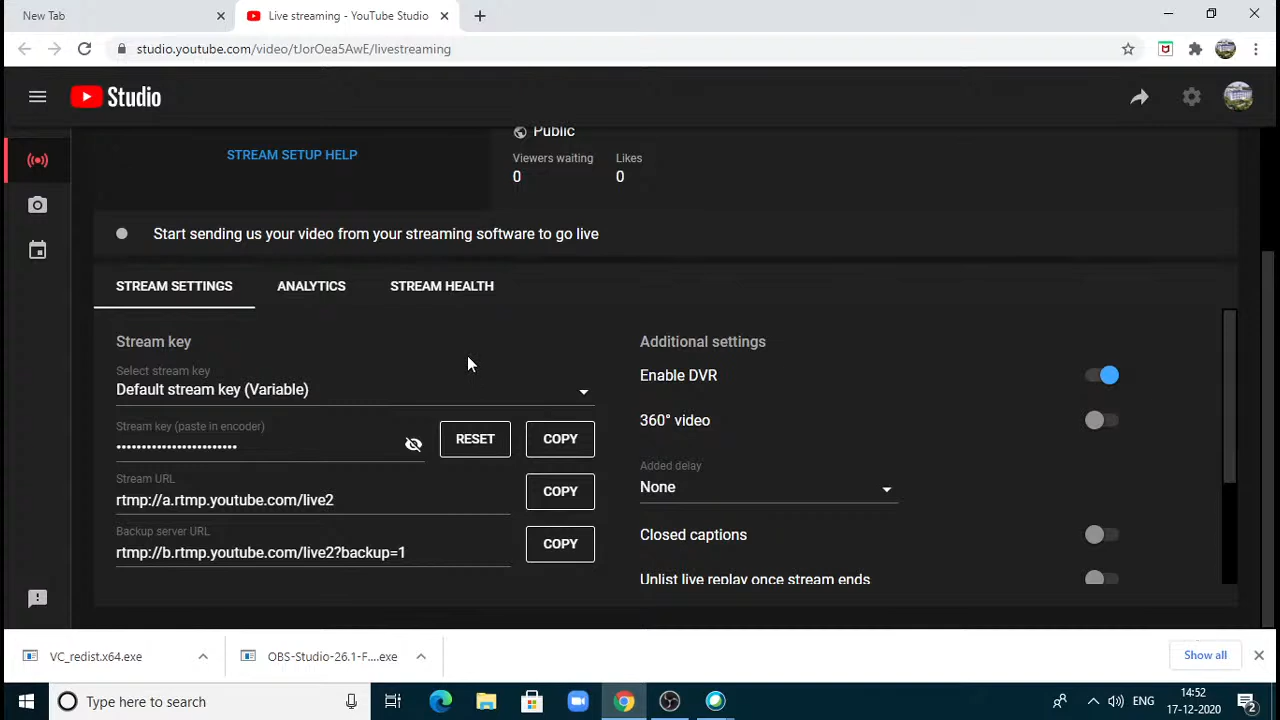 New Tab
Live streaming - YouTube Studio
studio.youtube.com/video/tJorOea5AwE/livestreaming
Studio
Public
STREAM SETUP HELP
Viewers waiting Likes
0 0
Start sending us your video from your streaming software to go live
STREAM SETTINGS ANALYTICS STREAM HEALTH
Stream key
Select stream key
Default stream key (Variable)
Stream key (paste in encoder)
•••••••••••••••••••••••• RESET COPY
Stream URL
rtmp://a.rtmp.youtube.com/live2 COPY
Backup server URL
rtmp://b.rtmp.youtube.com/live2?backup=1 COPY
Additional settings
Enable DVR
360° video
Added delay
None
Closed captions
Unlist live replay once stream ends
VC_redist.x64.exe OBS-Studio-26.1-F....exe Show all
Type here to search ENG 14:52
17-12-2020 2